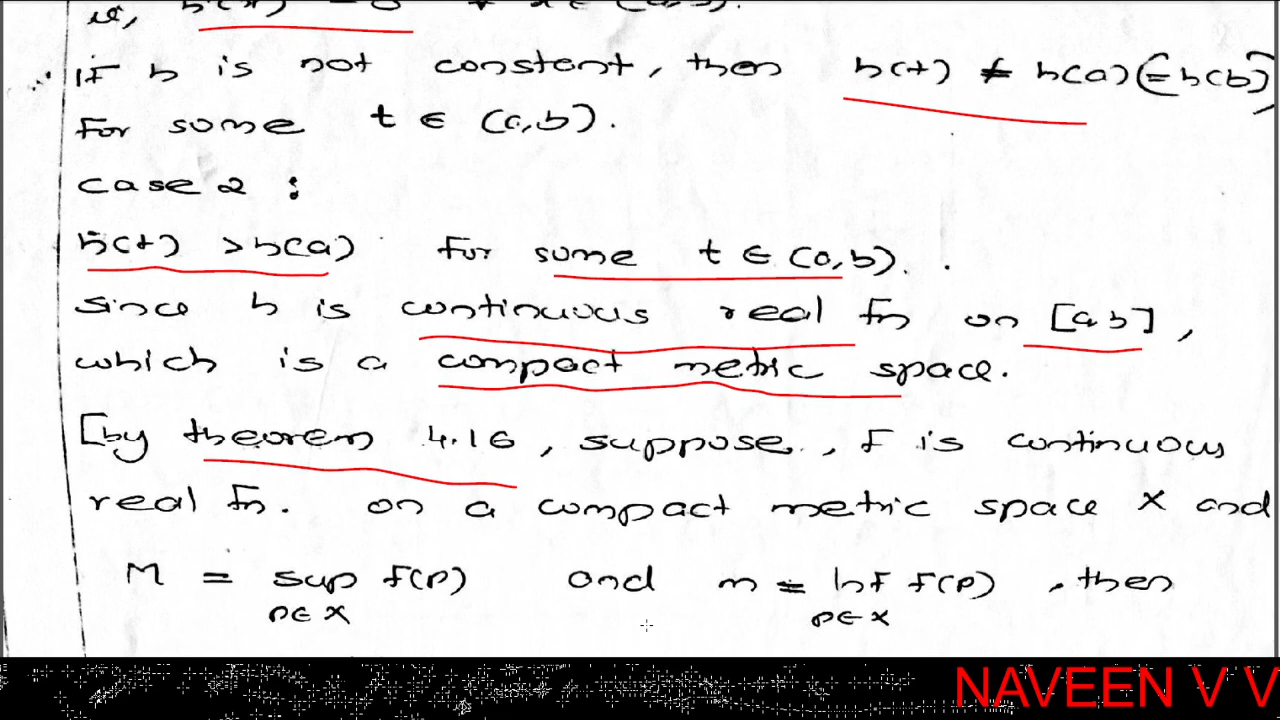 ie, h'(x) = 0 ∀ x ∈ (a,b).
∴ If h is not constant, then h(t) ≠ h(a)(=h(b))
for some t ∈ (a,b).
case 2 :
h(t) > h(a) for some t ∈ (a,b).
since h is continuous real fn on [a b],
which is a compact metric space.
[by theorem 4.16, suppose, f is continuous
real fn. on a compact metric space X and
M = sup f(p) and m = inf f(p), then
p∈X p∈X
NAVEEN V V